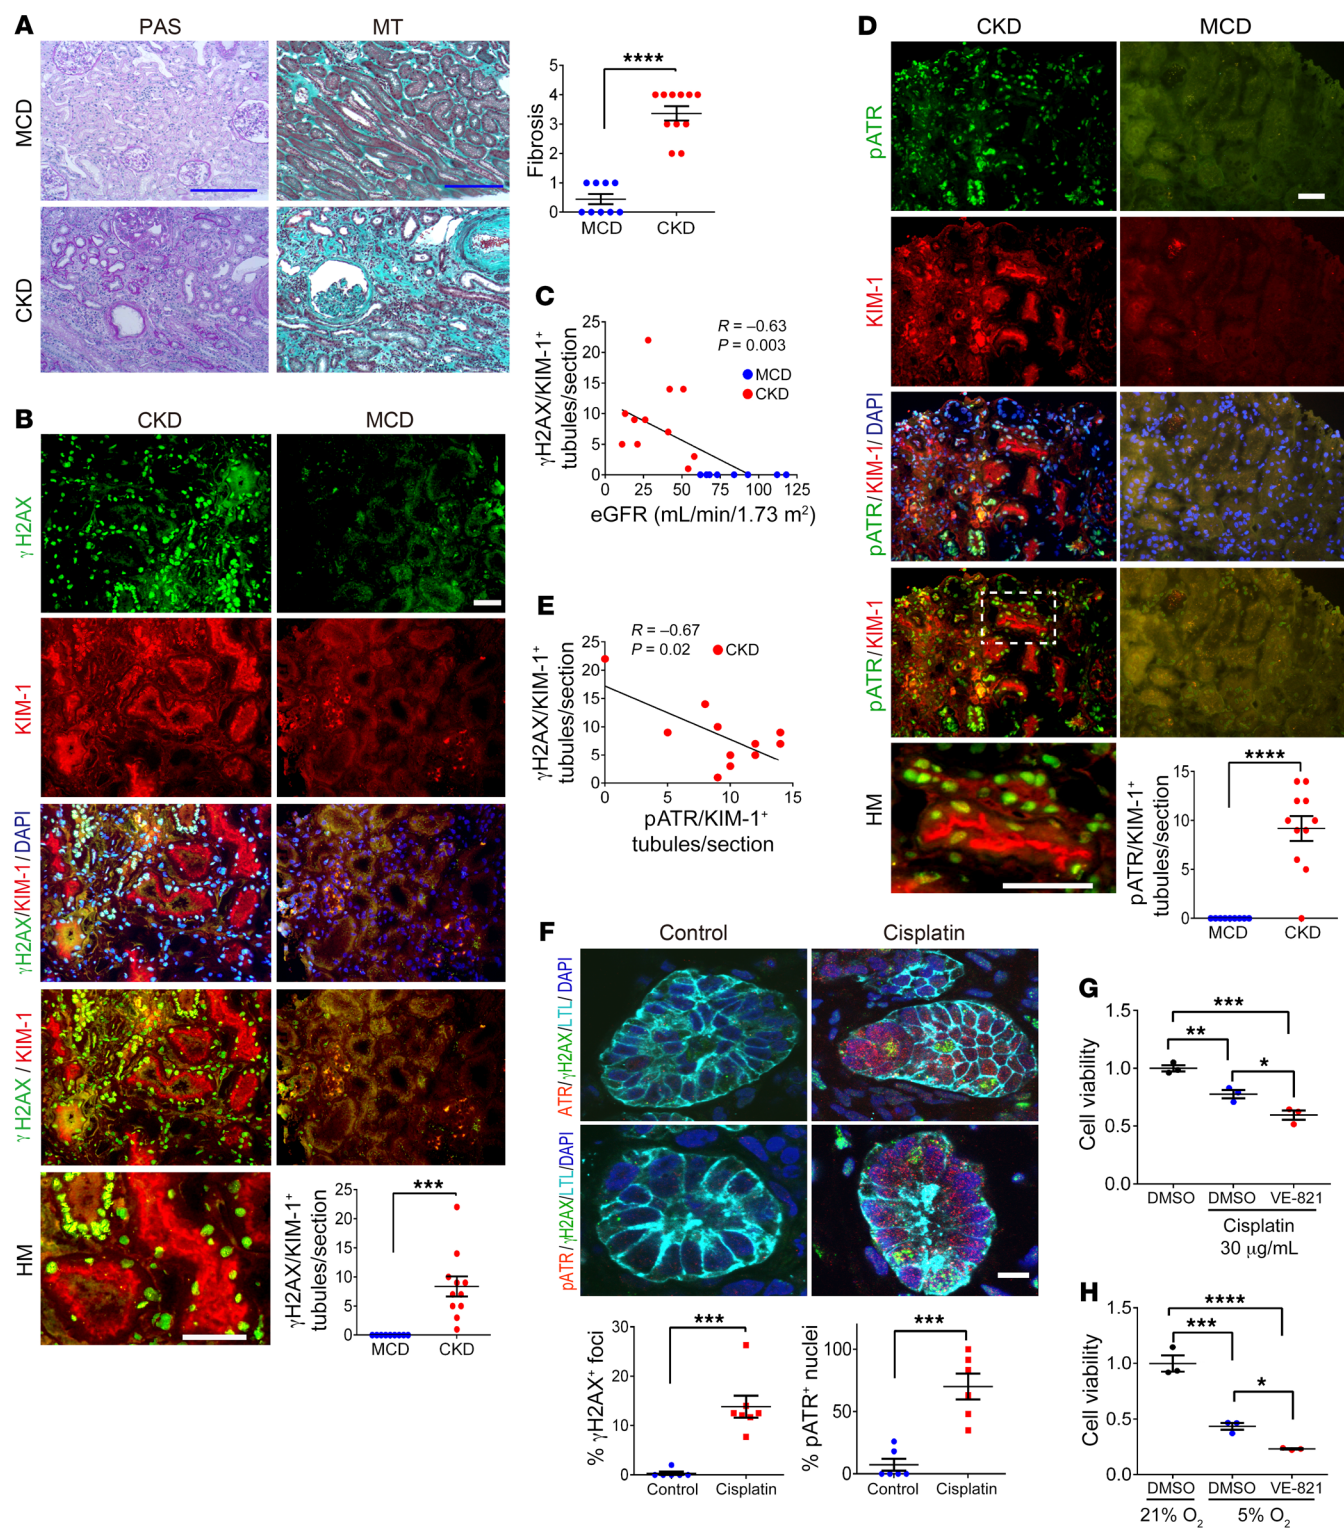 A
PAS
MT
MCD
CKD
Fibrosis
5
4
3
2
1
0
****
MCD
CKD
B
CKD
MCD
γH2AX
KIM-1
γH2AX/KIM-1/DAPI
γH2AX/KIM-1
HM
γH2AX/KIM-1+
tubules/section
25
20
15
10
5
0
***
MCD
CKD
C
γH2AX/KIM-1+
tubules/section
25
20
15
10
5
0
R = –0.63
P = 0.003
MCD
CKD
0
25
50
75
100
125
eGFR (mL/min/1.73 m2)
D
CKD
MCD
pATR
KIM-1
pATR/KIM-1/DAPI
pATR/KIM-1
HM
pATR/KIM-1+
tubules/section
15
10
5
0
****
MCD
CKD
E
γH2AX/KIM-1+
tubules/section
25
20
15
10
5
0
R = –0.67
P = 0.02
CKD
0
5
10
15
pATR/KIM-1+
tubules/section
F
Control
Cisplatin
ATR/γH2AX/LTL/DAPI
pATR/γH2AX/LTL/DAPI
% γH2AX+ foci
30
20
10
0
***
Control
Cisplatin
% pATR+ nuclei
100
50
0
***
Control
Cisplatin
G
Cell viability
1.5
1.0
0.5
0.0
***
**
*
DMSO
DMSO
VE-821
Cisplatin
30 μg/mL
H
Cell viability
1.5
1.0
0.5
0.0
****
***
*
DMSO
DMSO
VE-821
21% O2
5% O2